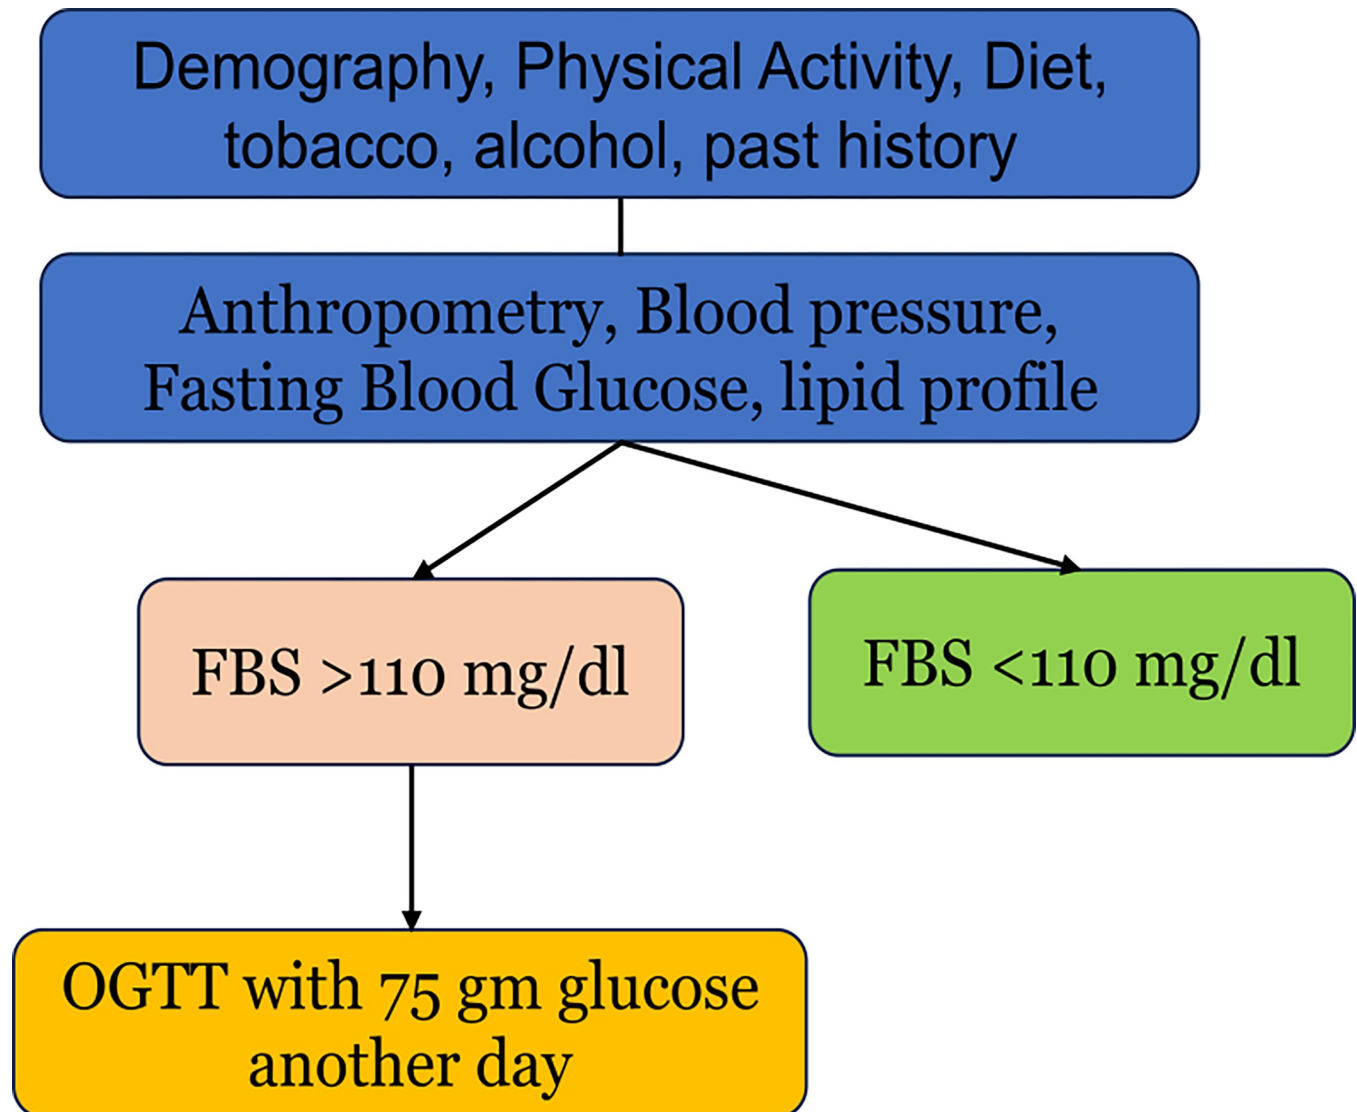 Demography, Physical Activity, Diet,
tobacco, alcohol, past history
Anthropometry, Blood pressure,
Fasting Blood Glucose, lipid profile
FBS >110 mg/dl
FBS <110 mg/dl
OGTT with 75 gm glucose
another day